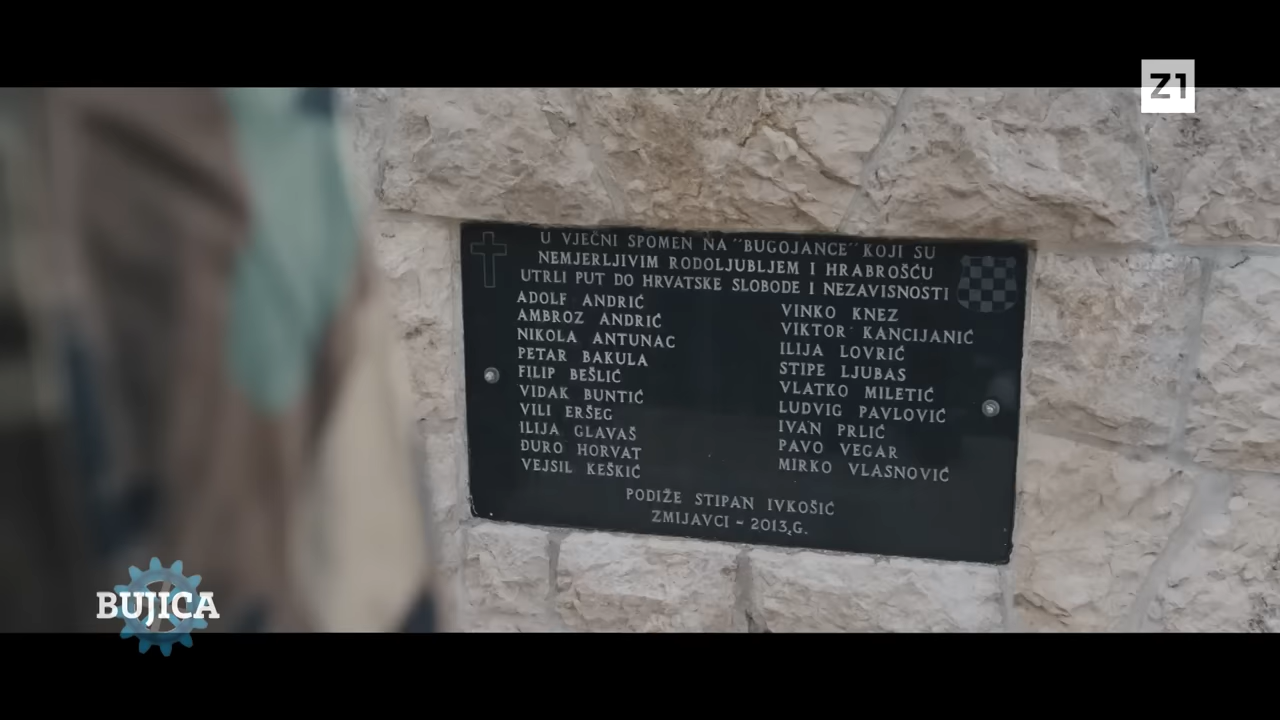 Z1
U VJEČNI SPOMEN NA "BUGOJANCE" KOJI SU
NEMJERLJIVIM RODOLJUBLJEM I HRABROŠĆU
UTRLI PUT DO HRVATSKE SLOBODE I NEZAVISNOSTI
ADOLF ANDRIĆ
AMBROZ ANDRIĆ
NIKOLA ANTUNAC
PETAR BAKULA
FILIP BEŠLIĆ
VIDAK BUNTIĆ
VILI ERŠEG
ILIJA GLAVAŠ
ĐURO HORVAT
VEJSIL KEŠKIĆ
VINKO KNEZ
VIKTOR KANCIJANIĆ
ILIJA LOVRIĆ
STIPE LJUBAS
VLATKO MILETIĆ
LUDVIG PAVLOVIĆ
IVAN PRLIĆ
PAVO VEGAR
MIRKO VLASNOVIĆ
PODIŽE STIPAN IVKOŠIĆ
ZMIJAVCI - 2013.G.
BUJICA